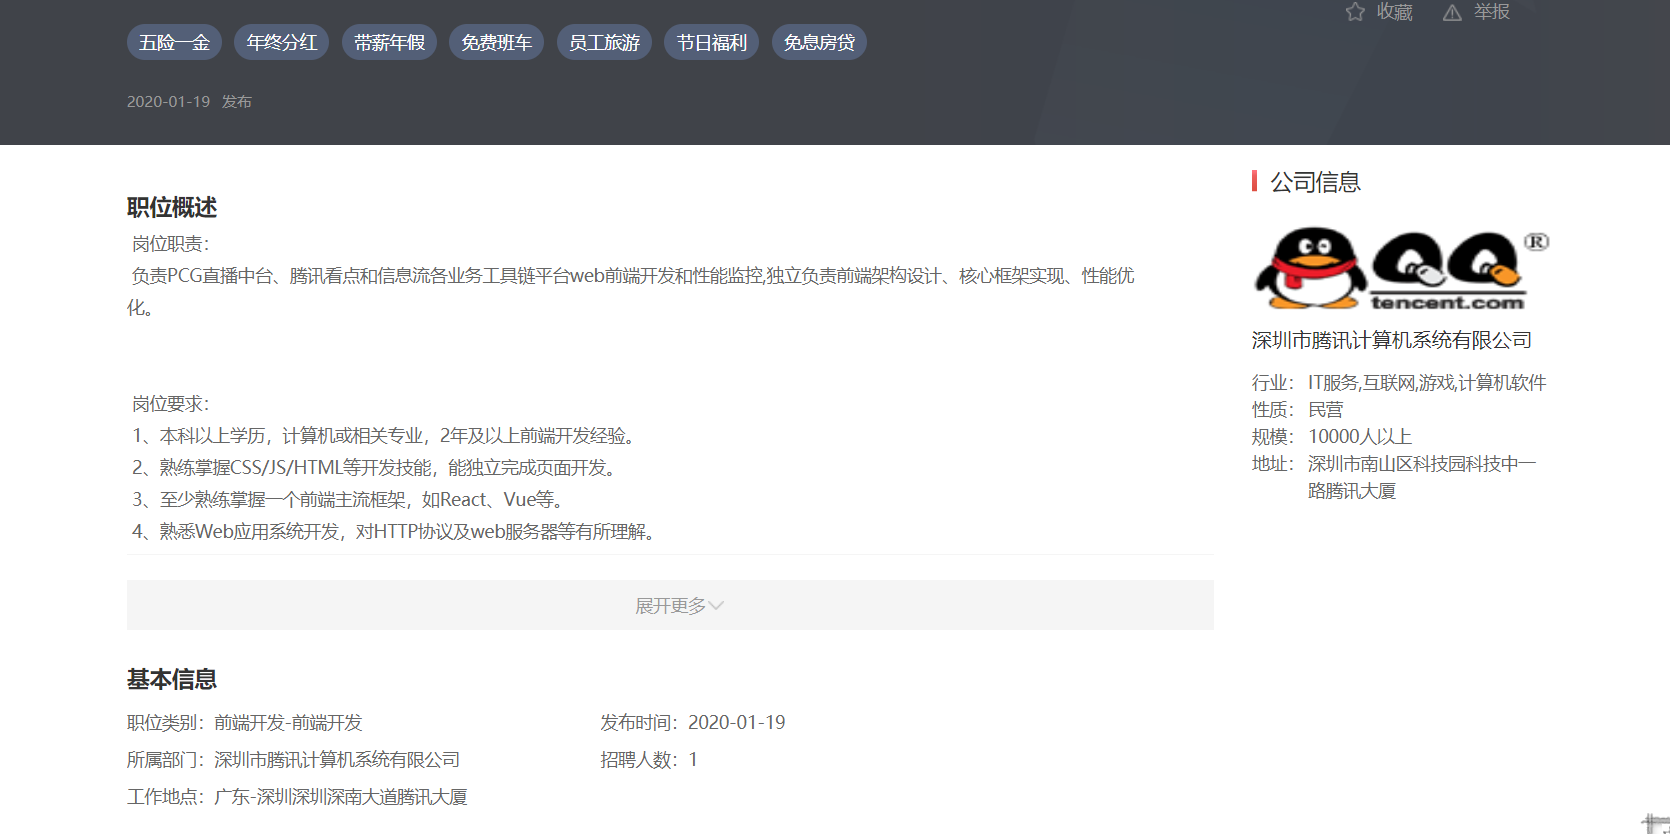 收藏 举报
五险一金 年终分红 带薪年假 免费班车 员工旅游 节日福利 免息房贷
2020-01-19 发布
职位概述
岗位职责：
负责PCG直播中台、腾讯看点和信息流各业务工具链平台web前端开发和性能监控,独立负责前端架构设计、核心框架实现、性能优
化。
岗位要求：
1、本科以上学历，计算机或相关专业，2年及以上前端开发经验。
2、熟练掌握CSS/JS/HTML等开发技能，能独立完成页面开发。
3、至少熟练掌握一个前端主流框架，如React、Vue等。
4、熟悉Web应用系统开发，对HTTP协议及web服务器等有所理解。
展开更多
基本信息
职位类别：前端开发-前端开发 发布时间：2020-01-19
所属部门：深圳市腾讯计算机系统有限公司 招聘人数：1
工作地点：广东-深圳深圳深南大道腾讯大厦
公司信息
QQ ®
tencent.com
深圳市腾讯计算机系统有限公司
行业： IT服务,互联网,游戏,计算机软件
性质： 民营
规模： 10000人以上
地址： 深圳市南山区科技园科技中一
路腾讯大厦